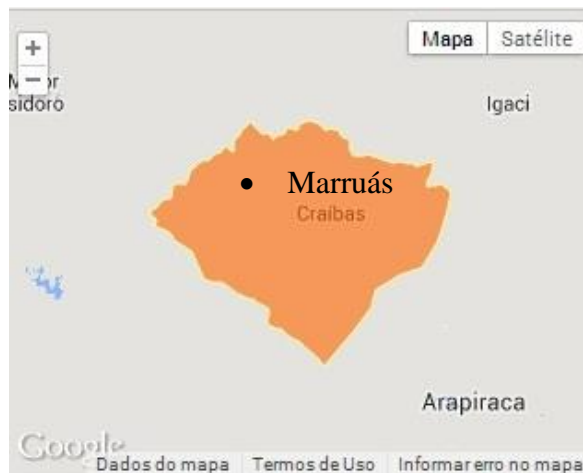 +
Mapa Satélite
−
sidoro
Igaci
• Marruás
Craíbas
Arapiraca
Google
Dados do mapa Termos de Uso Informar erro no mapa